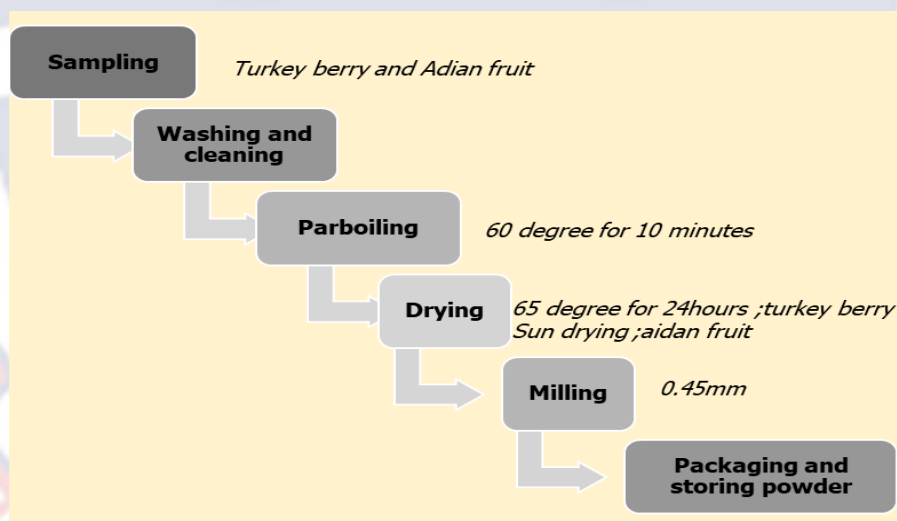 Sampling
Turkey berry and Adian fruit
Washing and
cleaning
Parboiling
60 degree for 10 minutes
Drying
65 degree for 24hours ;turkey berry
Sun drying ;aidan fruit
Milling
0.45mm
Packaging and
storing powder